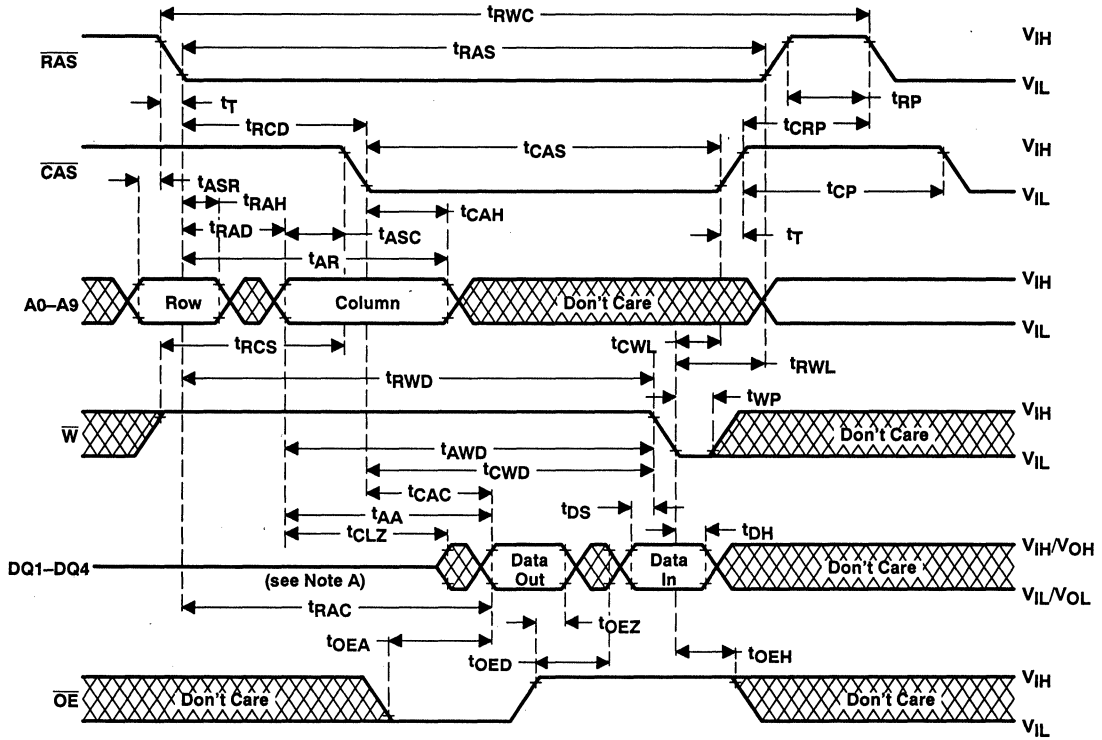 tRWC
RAS
tRAS
VIH
VIL
tT
tRP
tRCD
tCRP
CAS
tCAS
VIH
VIL
tASR
tRAH
tCAH
tCP
tRAD
tASC
tT
tAR
A0–A9
Row
Column
Don't Care
VIH
VIL
tRCS
tCWL
tRWL
tRWD
tWP
W
Don't Care
VIH
VIL
tAWD
tCWD
tCAC
tAA
tDS
tCLZ
tDH
DQ1–DQ4
(see Note A)
Data Out
Data In
Don't Care
VIH/VOH
VIL/VOL
tRAC
tOEZ
tOEA
tOED
tOEH
OE
Don't Care
Don't Care
VIH
VIL